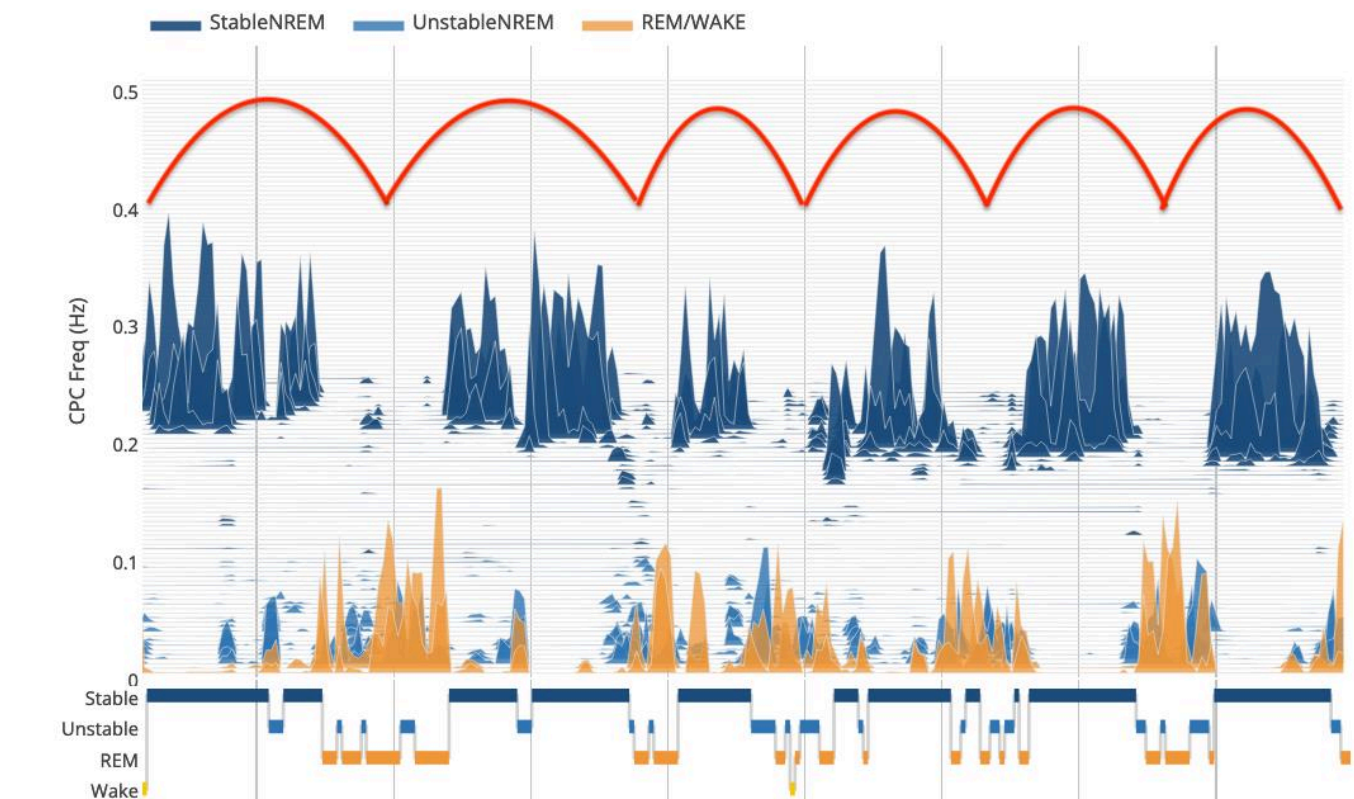 StableNREM UnstableNREM REM/WAKE
0.5
0.4
0.3
CPC Freq (Hz)
0.2
0.1
0
Stable
Unstable
REM
Wake